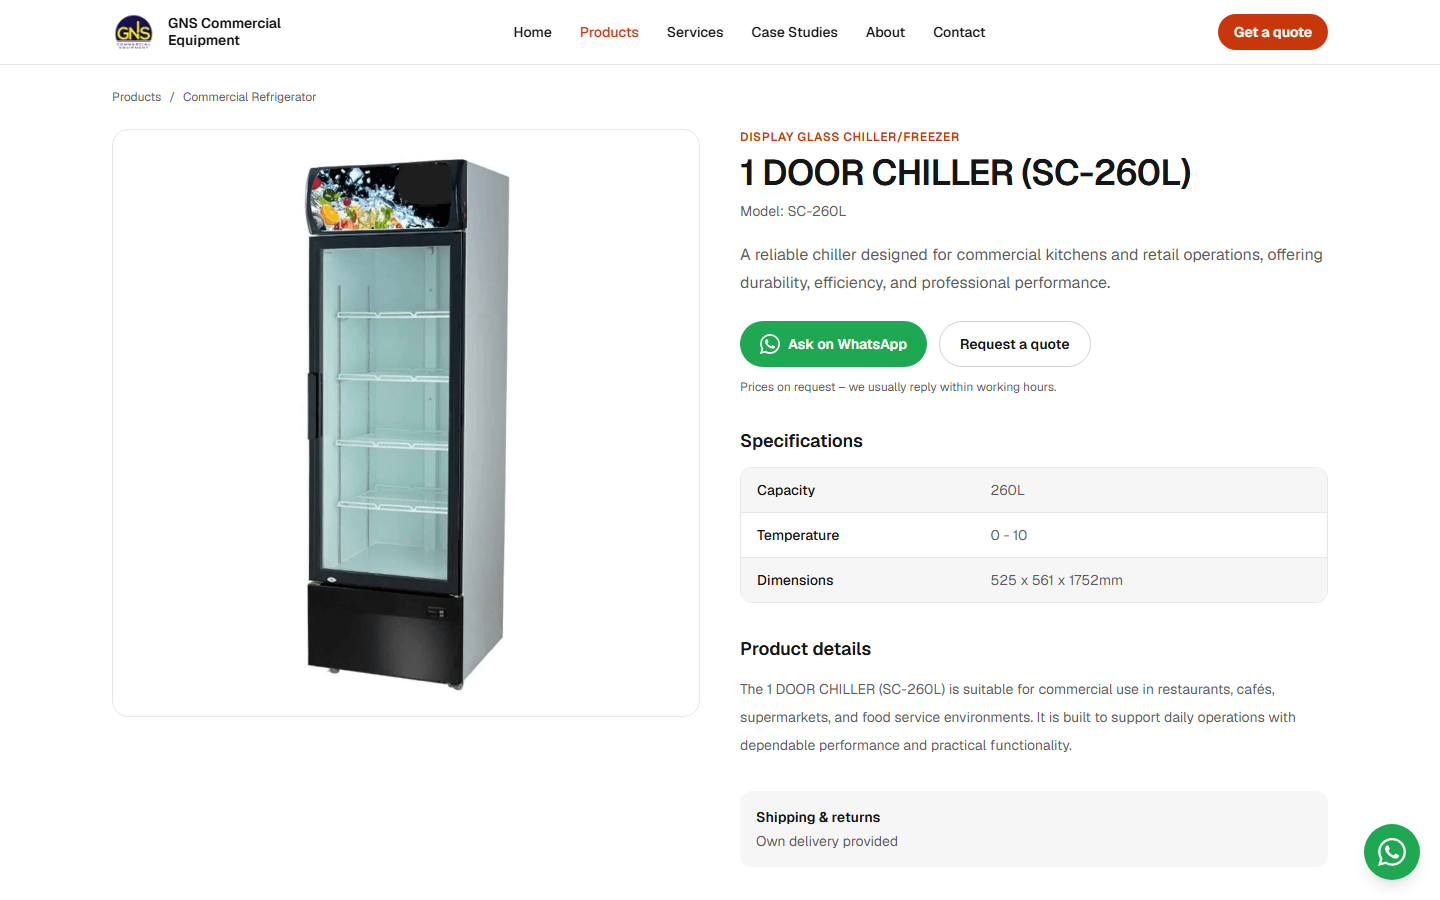 GNS
COMMERCIAL
EQUIPMENT
GNS Commercial
Equipment
Home
Products
Services
Case Studies
About
Contact
Get a quote
Products / Commercial Refrigerator
DISPLAY GLASS CHILLER/FREEZER
1 DOOR CHILLER (SC-260L)
Model: SC-260L
A reliable chiller designed for commercial kitchens and retail operations, offering
durability, efficiency, and professional performance.
Ask on WhatsApp
Request a quote
Prices on request – we usually reply within working hours.
Specifications
Capacity 260L
Temperature 0 - 10
Dimensions 525 x 561 x 1752mm
Product details
The 1 DOOR CHILLER (SC-260L) is suitable for commercial use in restaurants, cafés,
supermarkets, and food service environments. It is built to support daily operations with
dependable performance and practical functionality.
Shipping & returns
Own delivery provided